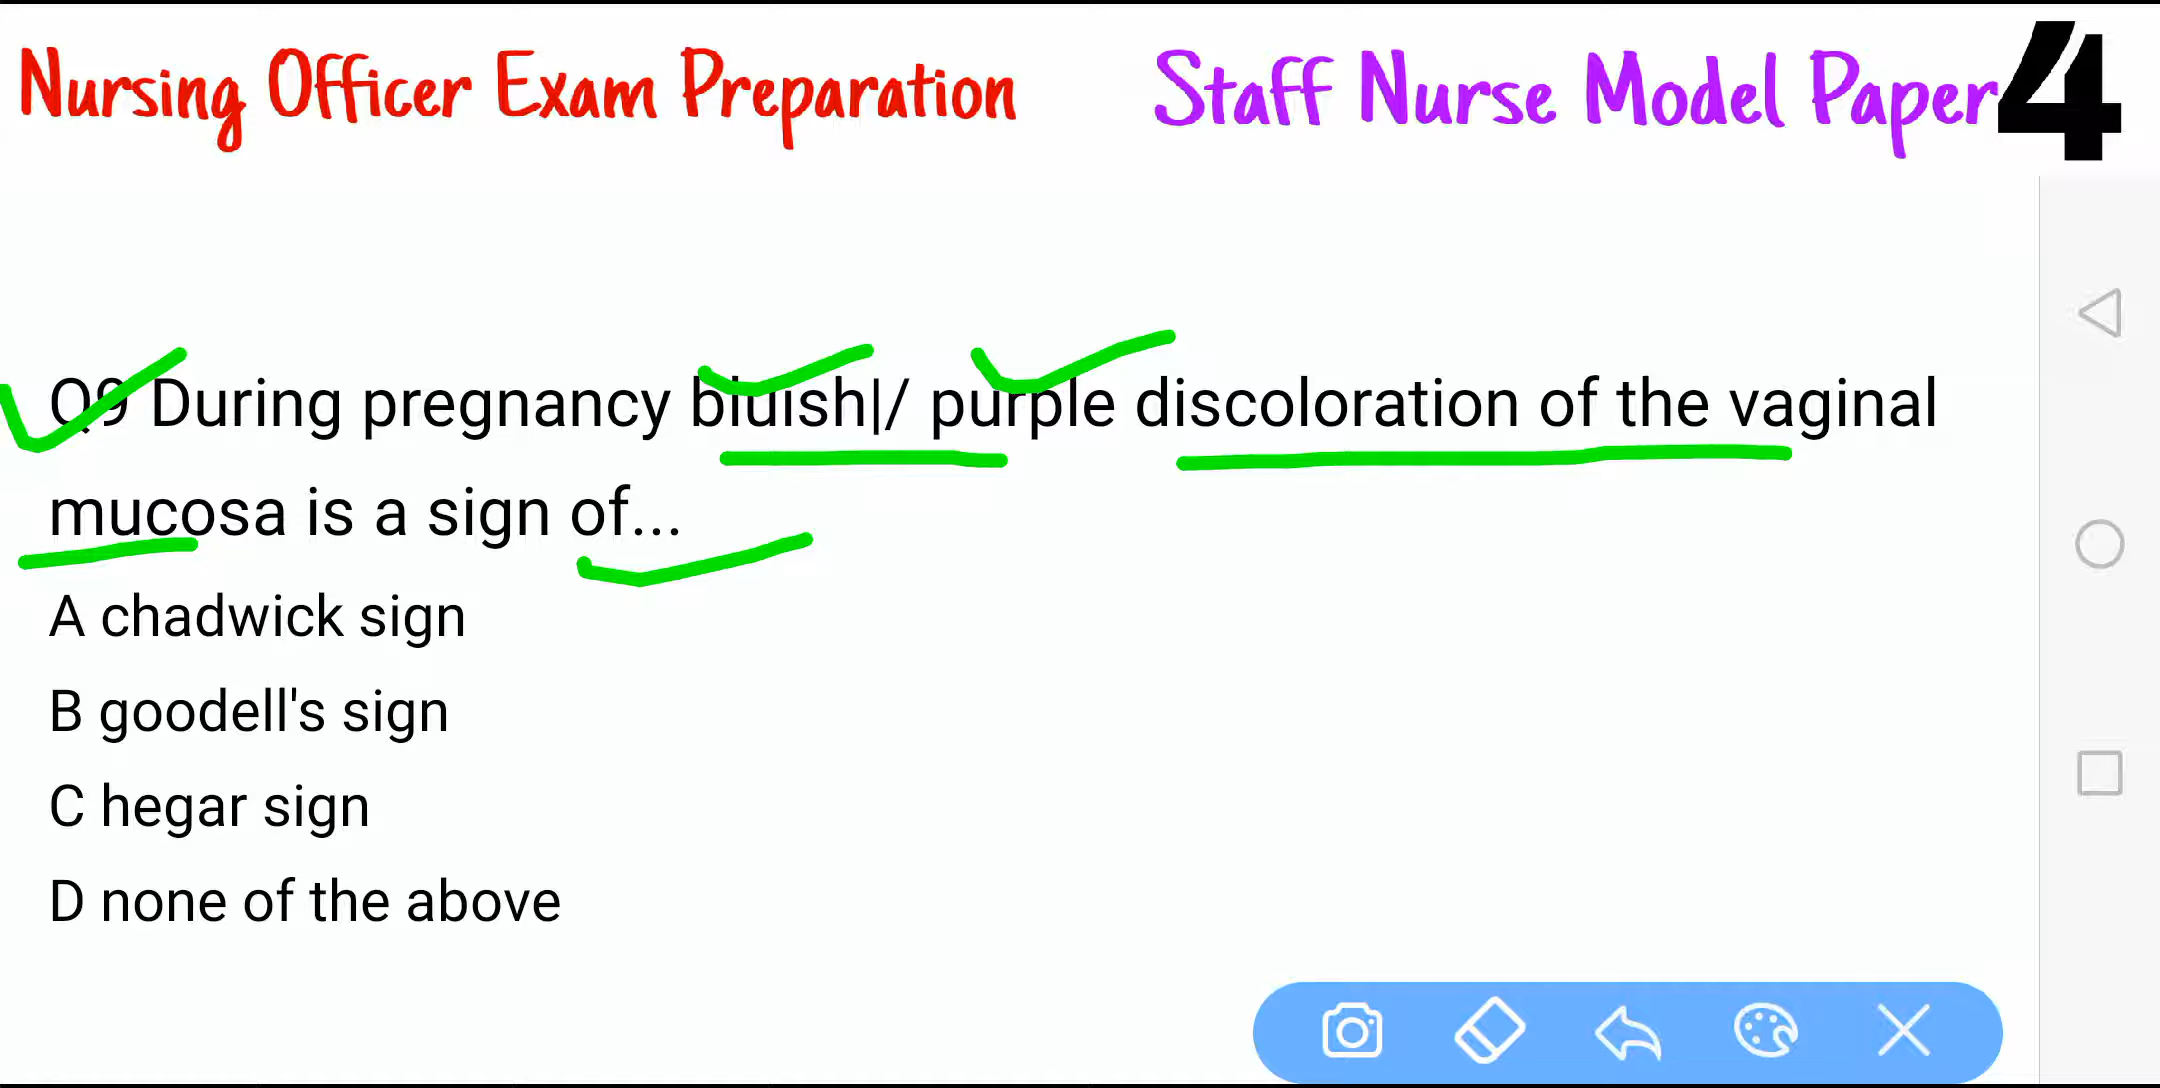 Nursing Officer Exam Preparation Staff Nurse Model Paper 4
Q9 During pregnancy bluish|/ purple discoloration of the vaginal
mucosa is a sign of...
A chadwick sign
B goodell's sign
C hegar sign
D none of the above